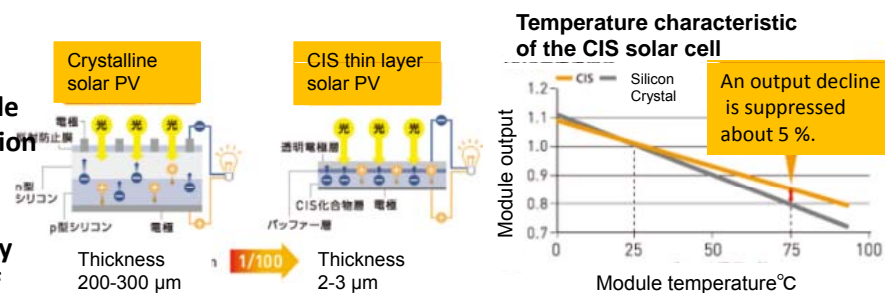 Crystalline
solar PV
CIS thin layer
solar PV
Temperature characteristic
of the CIS solar cell
電極
光
光
光
n型
シリコン
p型シリコン
電極
Thickness
200-300 μm
1/100
光
光
光
透明電極層
CIS化合物層
電極
バッファー層
Thickness
2-3 μm
CIS
Silicon
Crystal
An output decline
is suppressed
about 5 %.
Module output
1.2
1.1
1.0
0.9
0.8
0.7
0
25
50
75
100
Module temperature℃